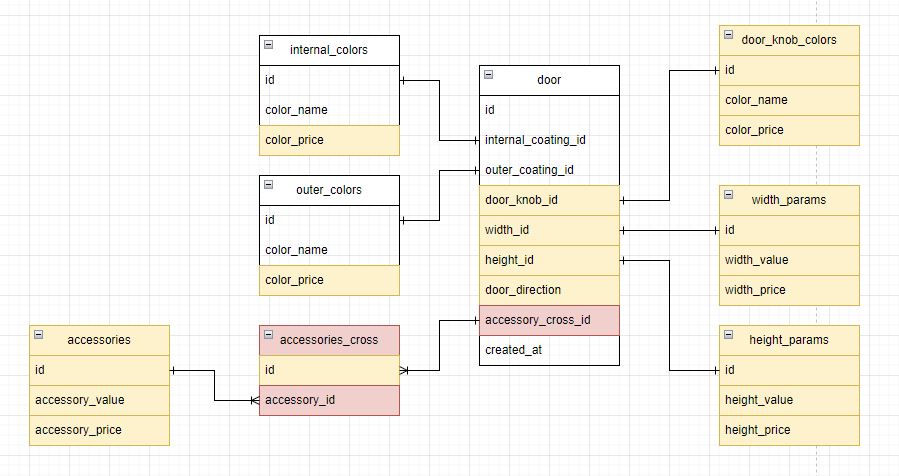 internal_colors
id
color_name
color_price
outer_colors
id
color_name
color_price
accessories
id
accessory_value
accessory_price
accessories_cross
id
accessory_id
door
id
internal_coating_id
outer_coating_id
door_knob_id
width_id
height_id
door_direction
accessory_cross_id
created_at
door_knob_colors
id
color_name
color_price
width_params
id
width_value
width_price
height_params
id
height_value
height_price